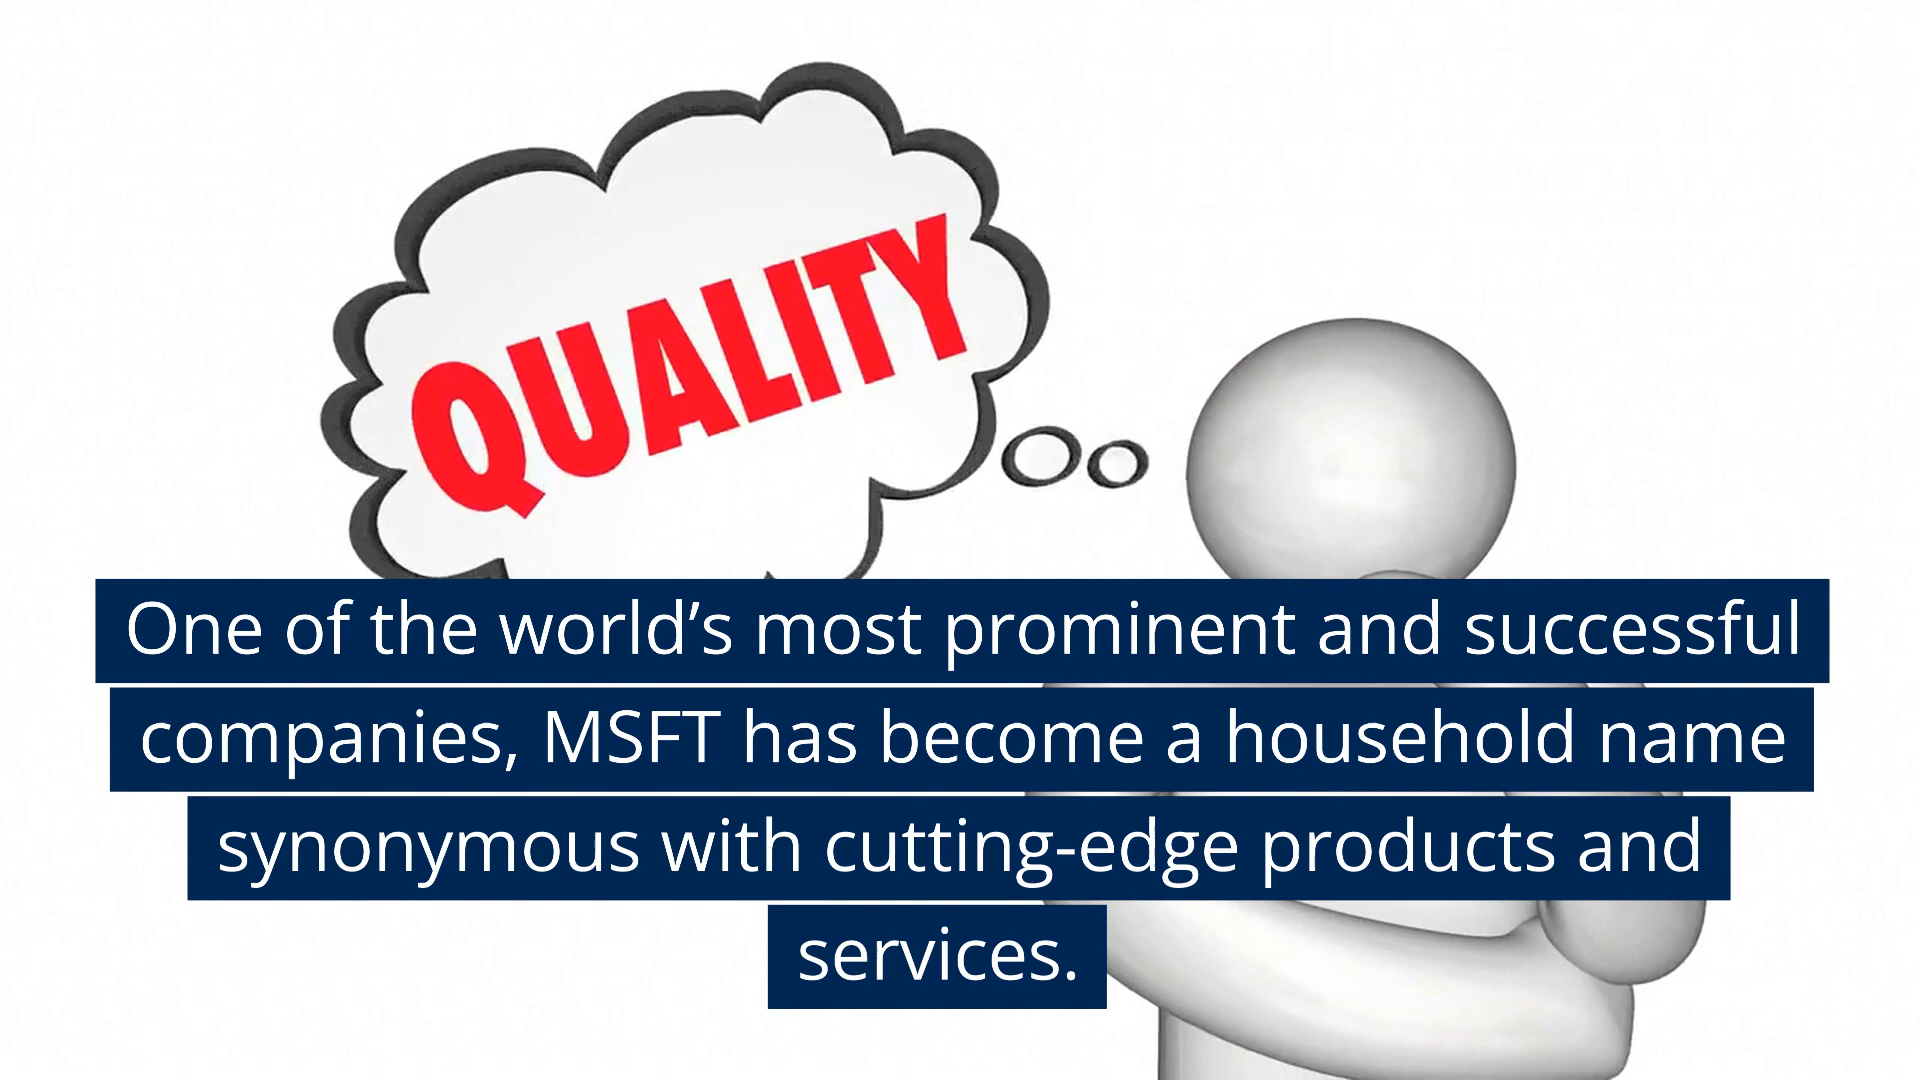 QUALITY
One of the world’s most prominent and successful
companies, MSFT has become a household name
synonymous with cutting-edge products and
services.